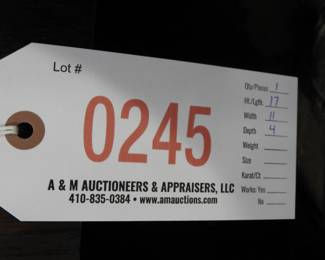 Lot #
0245
A & M AUCTIONEERS & APPRAISERS, LLC
410-835-0384 • www.amauctions.com
Qty/Pieces 1
Ht./Lgth. 17
Width 11
Depth 4
Weight
Size
Karat/Ct
Works: Yes
No